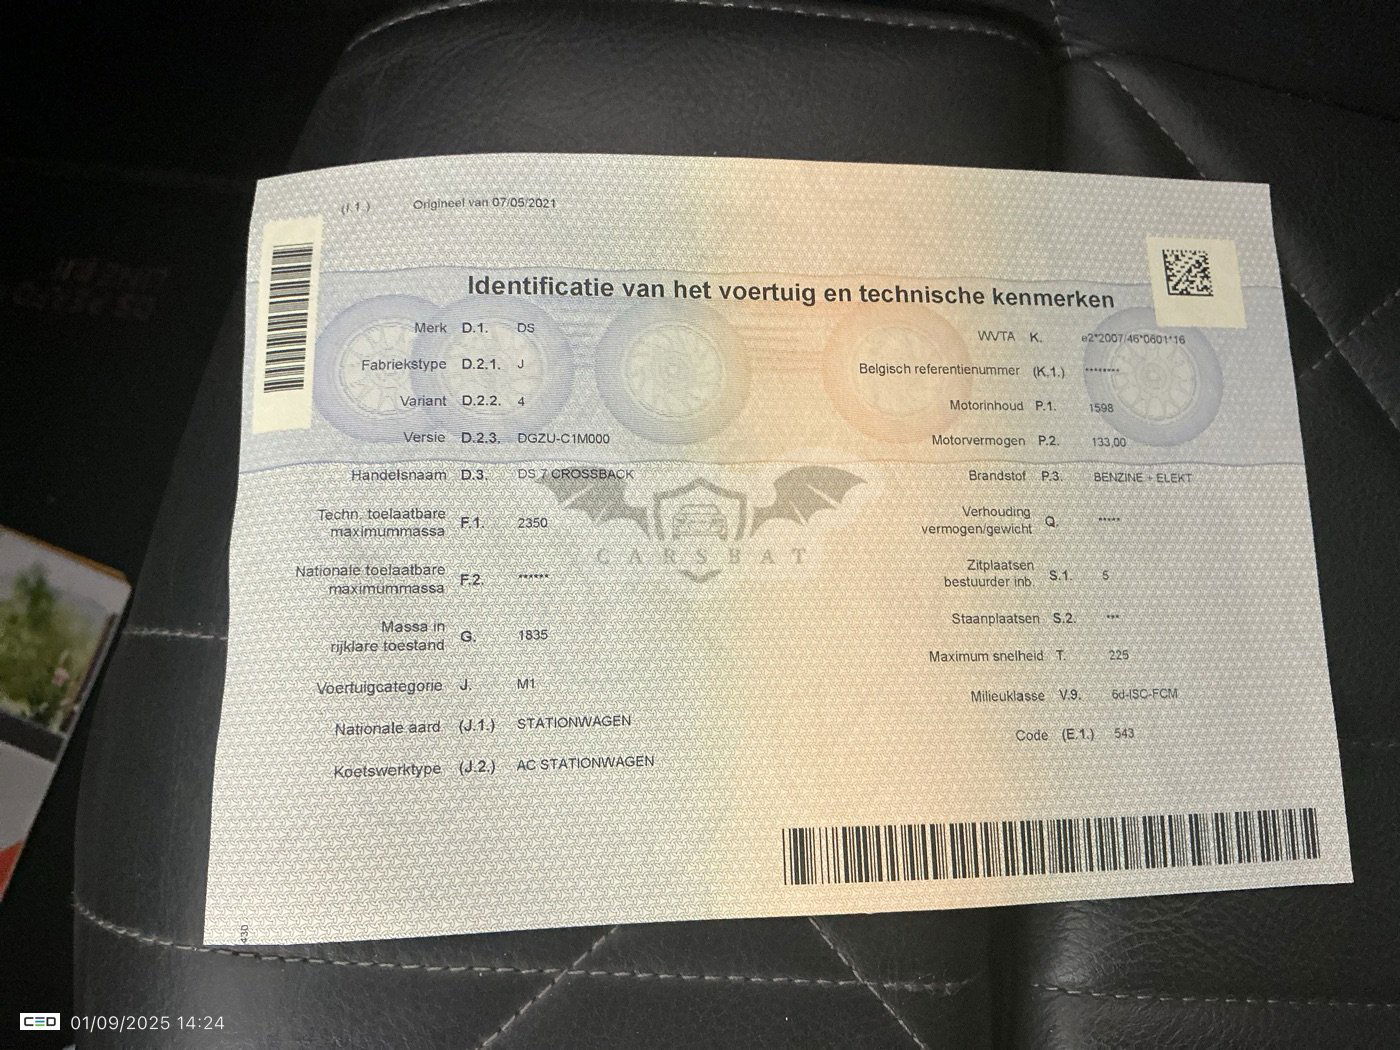 (I.1.) Origineel van 07/05/2021
Identificatie van het voertuig en technische kenmerken
Merk D.1. DS
Fabriekstype D.2.1. J
Variant D.2.2. 4
Versie D.2.3. DGZU-C1M000
Handelsnaam D.3. DS 7 CROSSBACK
Techn. toelaatbare
maximummassa F.1. 2350
Nationale toelaatbare
maximummassa F.2. ******
Massa in
rijklare toestand G. 1835
Voertuigcategorie J. M1
Nationale aard (J.1.) STATIONWAGEN
Koetswerktype (J.2.) AC STATIONWAGEN
WVTA K. e2*2007/46*0601*16
Belgisch referentienummer (K.1.) ********
Motorinhoud P.1. 1598
Motorvermogen P.2. 133,00
Brandstof P.3. BENZINE + ELEKT
Verhouding
vermogen/gewicht Q. *****
Zitplaatsen
bestuurder inb. S.1. 5
Staanplaatsen S.2. ***
Maximum snelheid T. 225
Milieuklasse V.9. 6d-ISC-FCM
Code (E.1.) 543
CARSBAT
430
CED 01/09/2025 14:24